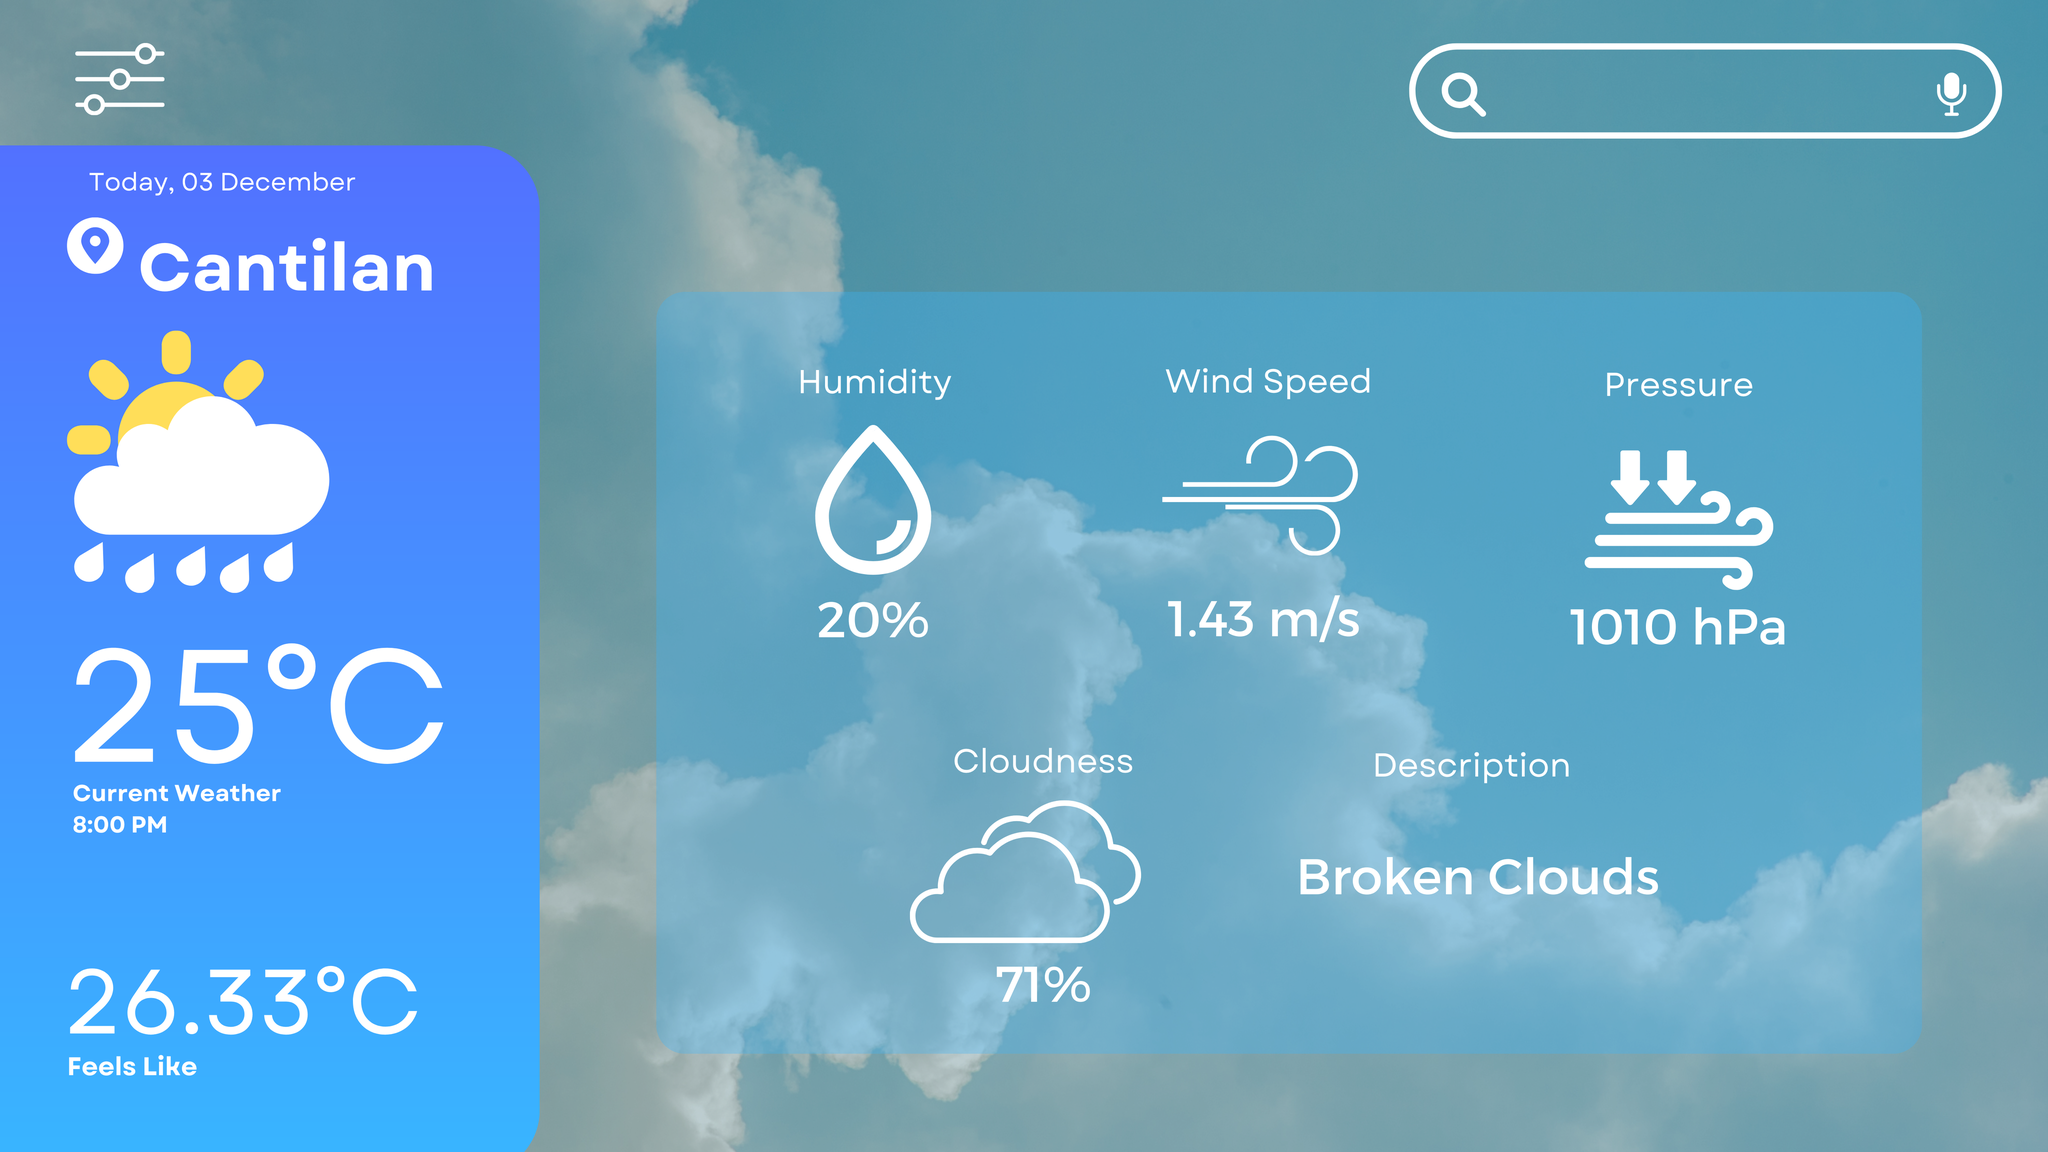 Today, 03 December
Cantilan
25°C
Current Weather
8:00 PM
26.33°C
Feels Like
Humidity
20%
Wind Speed
1.43 m/s
Pressure
1010 hPa
Cloudness
71%
Description
Broken Clouds